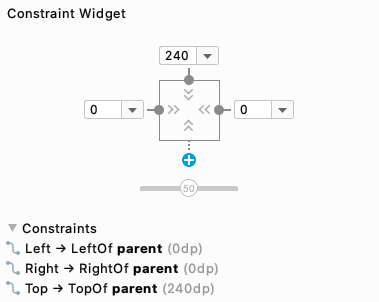 Constraint Widget
240
0
0
50
Constraints
Left → LeftOf parent (0dp)
Right → RightOf parent (0dp)
Top → TopOf parent (240dp)